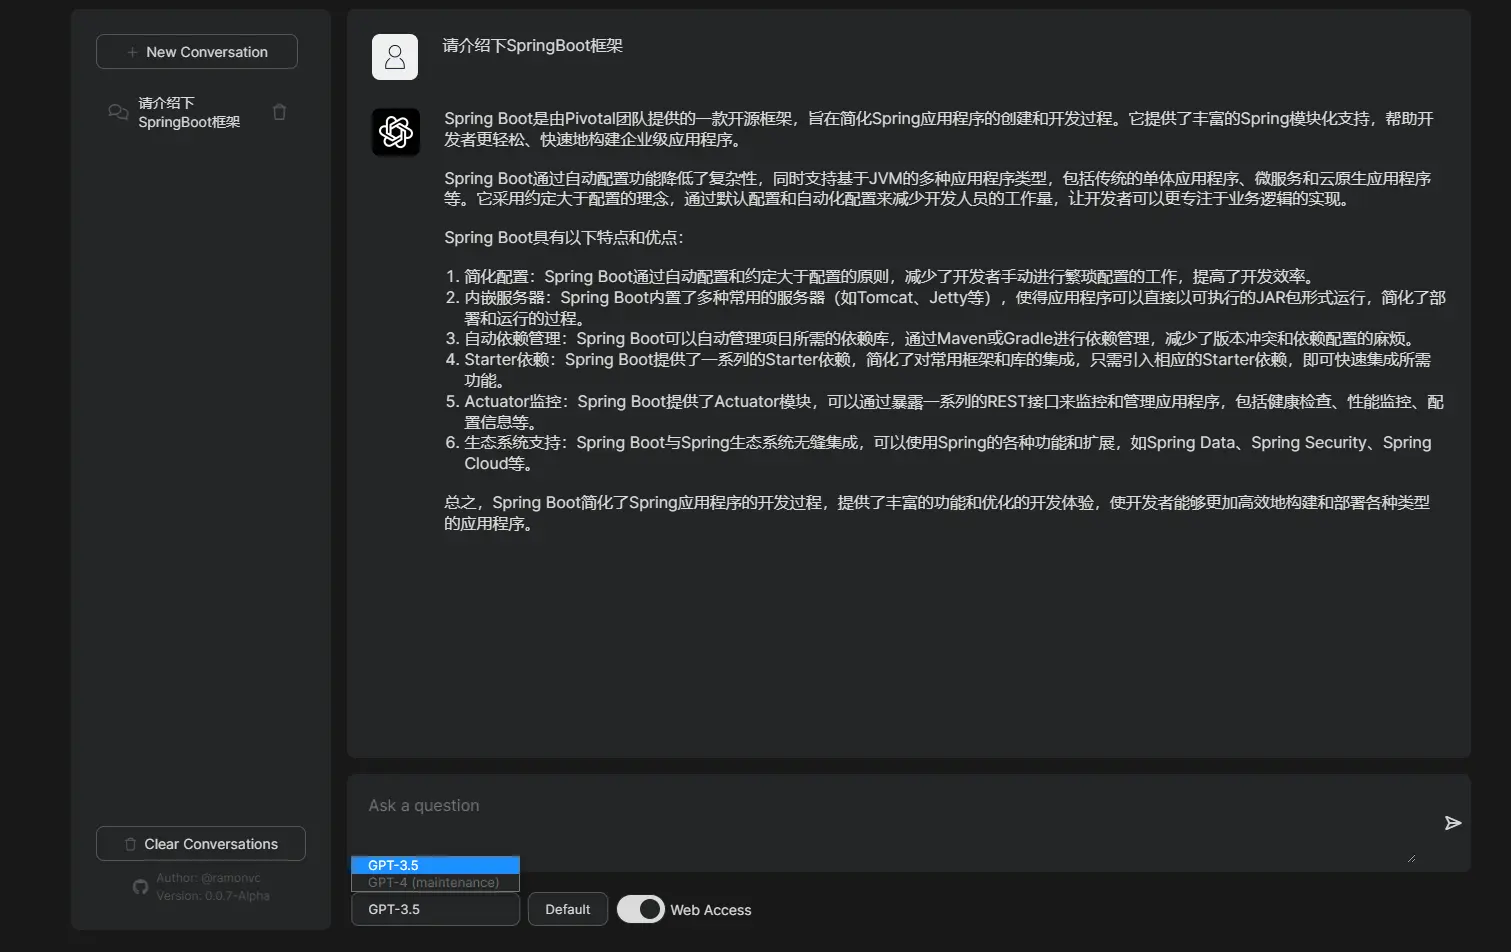 New Conversation
请介绍下
SpringBoot框架
请介绍下SpringBoot框架
Spring Boot是由Pivotal团队提供的一款开源框架，旨在简化Spring应用程序的创建和开发过程。它提供了丰富的Spring模块化支持，帮助开
发者更轻松、快速地构建企业级应用程序。
Spring Boot通过自动配置功能降低了复杂性，同时支持基于JVM的多种应用程序类型，包括传统的单体应用程序、微服务和云原生应用程序
等。它采用约定大于配置的理念，通过默认配置和自动化配置来减少开发人员的工作量，让开发者可以更专注于业务逻辑的实现。
Spring Boot具有以下特点和优点：
1. 简化配置：Spring Boot通过自动配置和约定大于配置的原则，减少了开发者手动进行繁琐配置的工作，提高了开发效率。
2. 内嵌服务器：Spring Boot内置了多种常用的服务器（如Tomcat、Jetty等），使得应用程序可以直接以可执行的JAR包形式运行，简化了部
署和运行的过程。
3. 自动依赖管理：Spring Boot可以自动管理项目所需的依赖库，通过Maven或Gradle进行依赖管理，减少了版本冲突和依赖配置的麻烦。
4. Starter依赖：Spring Boot提供了一系列的Starter依赖，简化了对常用框架和库的集成，只需引入相应的Starter依赖，即可快速集成所需
功能。
5. Actuator监控：Spring Boot提供了Actuator模块，可以通过暴露一系列的REST接口来监控和管理应用程序，包括健康检查、性能监控、配
置信息等。
6. 生态系统支持：Spring Boot与Spring生态系统无缝集成，可以使用Spring的各种功能和扩展，如Spring Data、Spring Security、Spring
Cloud等。
总之，Spring Boot简化了Spring应用程序的开发过程，提供了丰富的功能和优化的开发体验，使开发者能够更加高效地构建和部署各种类型
的应用程序。
Ask a question
Clear Conversations
Author: @ramonvc
Version: 0.0.7-Alpha
GPT-3.5
GPT-4 (maintenance)
GPT-3.5
Default
Web Access